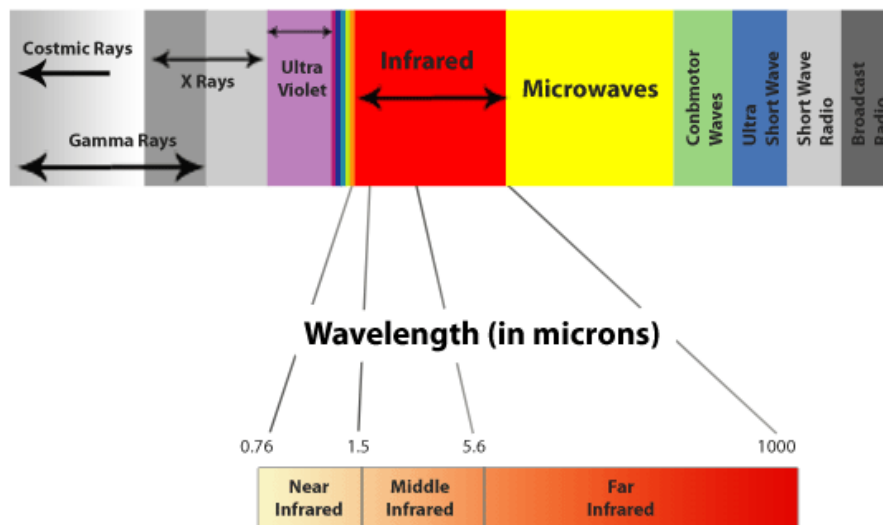 Costmic Rays
X Rays
Gamma Rays
Ultra
Violet
Infrared
Microwaves
Conbmotor
Waves
Ultra
Short Wave
Short Wave
Radio
Broadcast
Radio
Wavelength (in microns)
0.76
1.5
5.6
1000
Near
Infrared
Middle
Infrared
Far
Infrared